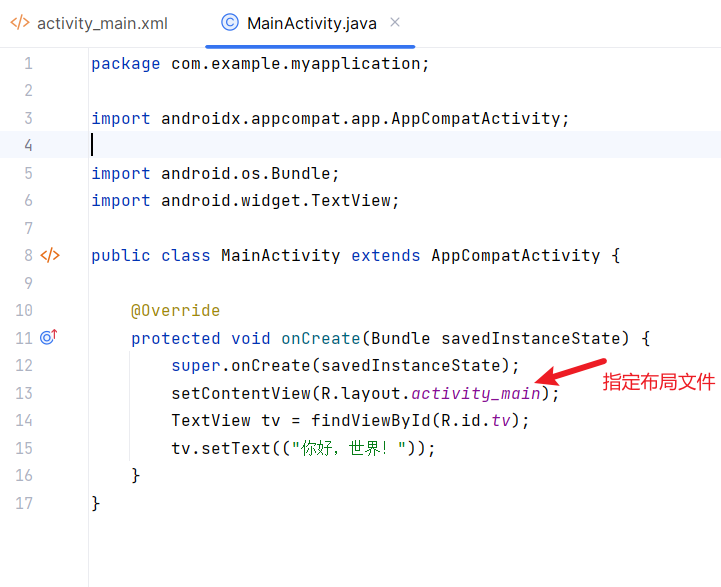 activity_main.xml MainActivity.java
1 package com.example.myapplication;
2
3 import androidx.appcompat.app.AppCompatActivity;
4
5 import android.os.Bundle;
6 import android.widget.TextView;
7
8 public class MainActivity extends AppCompatActivity {
9
10 @Override
11 protected void onCreate(Bundle savedInstanceState) {
12 super.onCreate(savedInstanceState);
13 setContentView(R.layout.activity_main);
指定布局文件
14 TextView tv = findViewById(R.id.tv);
15 tv.setText(("你好，世界！"));
16 }
17 }